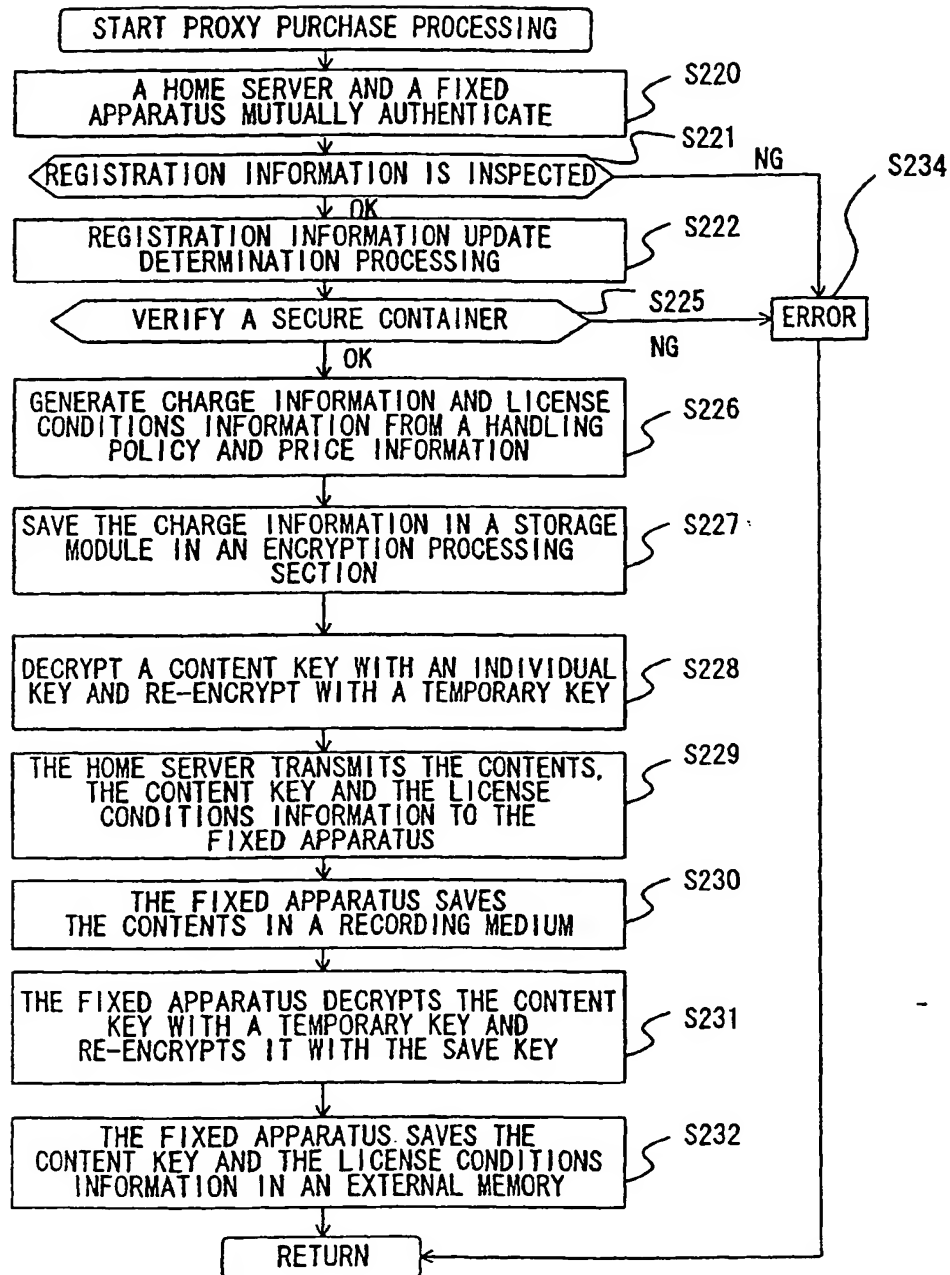 START PROXY PURCHASE PROCESSING
A HOME SERVER AND A FIXED
APPARATUS MUTUALLY AUTHENTICATE
S220
S221
REGISTRATION INFORMATION IS INSPECTED
NG
S234
OK
REGISTRATION INFORMATION UPDATE
DETERMINATION PROCESSING
S222
VERIFY A SECURE CONTAINER
S225
ERROR
NG
OK
GENERATE CHARGE INFORMATION AND LICENSE
CONDITIONS INFORMATION FROM A HANDLING
POLICY AND PRICE INFORMATION
S226
SAVE THE CHARGE INFORMATION IN A STORAGE
MODULE IN AN ENCRYPTION PROCESSING
SECTION
S227
DECRYPT A CONTENT KEY WITH AN INDIVIDUAL
KEY AND RE-ENCRYPT WITH A TEMPORARY KEY
S228
THE HOME SERVER TRANSMITS THE CONTENTS,
THE CONTENT KEY AND THE LICENSE
CONDITIONS INFORMATION TO THE
FIXED APPARATUS
S229
THE FIXED APPARATUS SAVES
THE CONTENTS IN A RECORDING MEDIUM
S230
THE FIXED APPARATUS DECRYPTS THE CONTENT
KEY WITH A TEMPORARY KEY AND
RE-ENCRYPTS IT WITH THE SAVE KEY
S231
THE FIXED APPARATUS SAVES THE
CONTENT KEY AND THE LICENSE CONDITIONS
INFORMATION IN AN EXTERNAL MEMORY
S232
RETURN